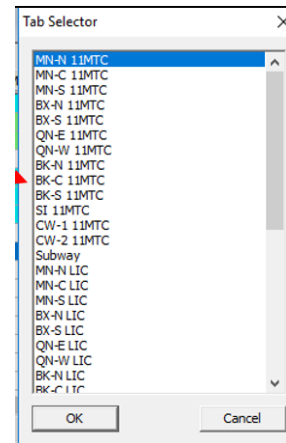 Tab Selector
MN-N 11MTC
MN-C 11MTC
MN-S 11MTC
BX-N 11MTC
BX-S 11MTC
QN-E 11MTC
QN-W 11MTC
BK-N 11MTC
BK-C 11MTC
BK-S 11MTC
SI 11MTC
CW-1 11MTC
CW-2 11MTC
Subway
MN-N LIC
MN-C LIC
MN-S LIC
BX-N LIC
BX-S LIC
QN-E LIC
QN-W LIC
BK-N LIC
BK-C LIC
OK
Cancel